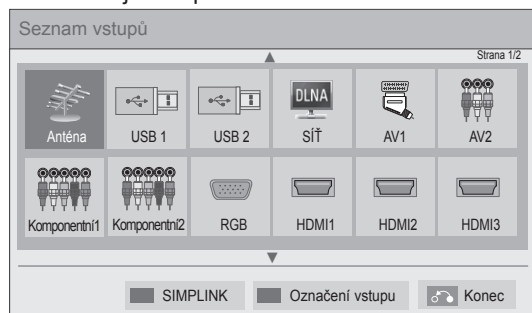 Seznam vstupů
Strana 1/2
DLNA
Anténa USB 1 USB 2 SÍŤ AV1 AV2
Komponentní1 Komponentní2 RGB HDMI1 HDMI2 HDMI3
SIMPLINK Označení vstupu Konec